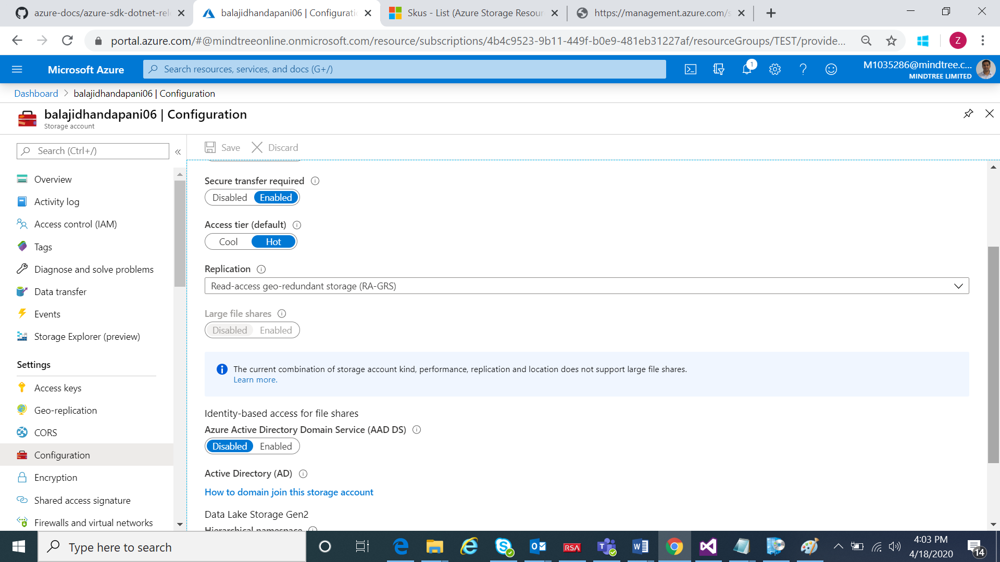 azure-docs/azure-sdk-dotnet-rel
balajidhandapani06 | Configuratio
Skus - List (Azure Storage Resour
https://management.azure.com/s
portal.azure.com/#@mindtreeonline.onmicrosoft.com/resource/subscriptions/4b4c9523-9b11-449f-b0e9-481eb31227af/resourceGroups/TEST/provide...
Z
Microsoft Azure
Search resources, services, and docs (G+/)
1
M1035286@mindtree.c...
MINDTREE LIMITED
Dashboard > balajidhandapani06 | Configuration
balajidhandapani06 | Configuration
Storage account
Search (Ctrl+/)
«
Save
Discard
Overview
Activity log
Access control (IAM)
Tags
Diagnose and solve problems
Data transfer
Events
Storage Explorer (preview)
Settings
Access keys
Geo-replication
CORS
Configuration
Encryption
Shared access signature
Firewalls and virtual networks
Secure transfer required
Disabled Enabled
Access tier (default)
Cool Hot
Replication
Read-access geo-redundant storage (RA-GRS)
Large file shares
Disabled Enabled
The current combination of storage account kind, performance, replication and location does not support large file shares.
Learn more.
Identity-based access for file shares
Azure Active Directory Domain Service (AAD DS)
Disabled Enabled
Active Directory (AD)
How to domain join this storage account
Data Lake Storage Gen2
Hierarchical namespace
Type here to search
RSA
4:03 PM
4/18/2020
14